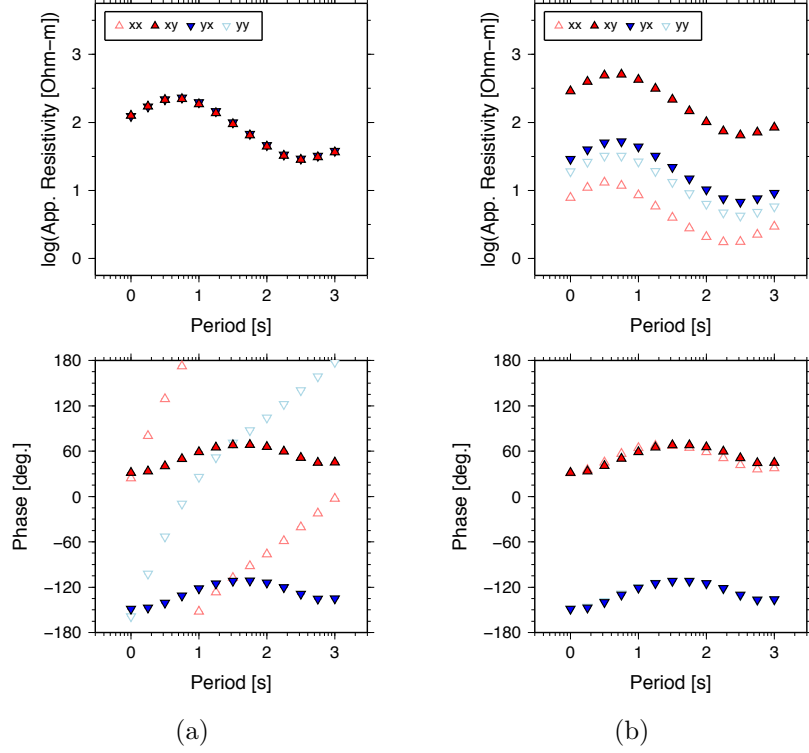 xx xy yx yy
3
2
1
0
log(App. Resistivity [Ohm−m])
0 1 2 3
Period [s]
xx xy yx yy
3
2
1
0
log(App. Resistivity [Ohm−m])
0 1 2 3
Period [s]
180
120
60
0
−60
−120
−180
Phase [deg.]
0 1 2 3
Period [s]
180
120
60
0
−60
−120
−180
Phase [deg.]
0 1 2 3
Period [s]
(a)
(b)